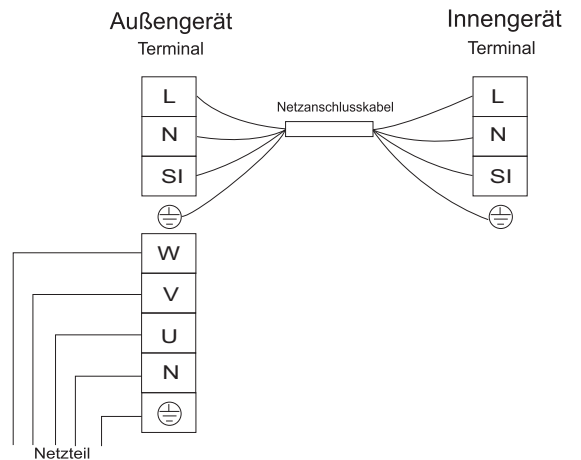 Außengerät
Terminal
Innengerät
Terminal
L
N
SI
Netzanschlusskabel
L
N
SI
W
V
U
N
Netzteil